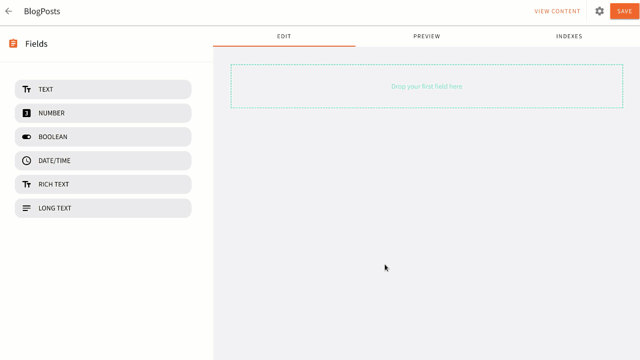 BlogPosts
VIEW CONTENT
SAVE
Fields
EDIT
PREVIEW
INDEXES
Drop your first field here
TEXT
NUMBER
BOOLEAN
DATE/TIME
RICH TEXT
LONG TEXT